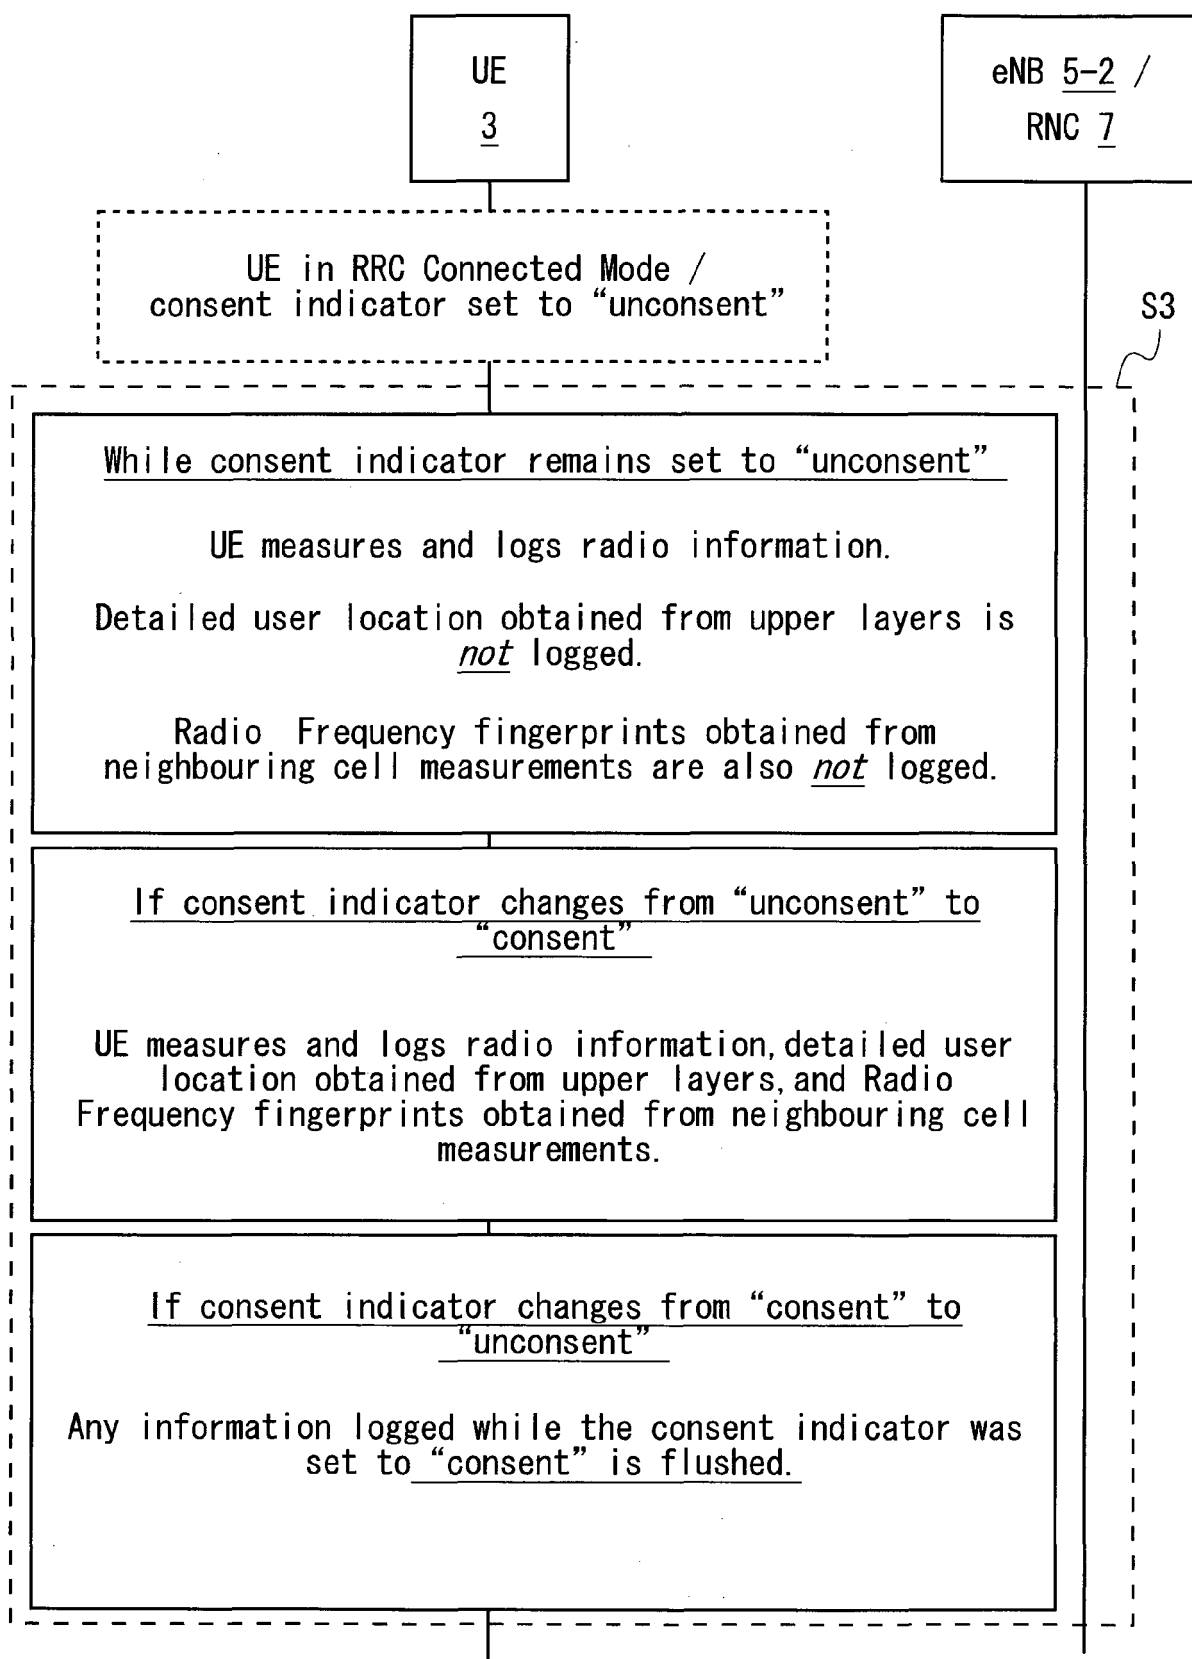 UE
3
eNB 5-2 /
RNC 7
UE in RRC Connected Mode /
consent indicator set to “unconsent”
S3
While consent indicator remains set to “unconsent”
UE measures and logs radio information.
Detailed user location obtained from upper layers is
not logged.
Radio Frequency fingerprints obtained from
neighbouring cell measurements are also not logged.
If consent indicator changes from “unconsent” to
“consent”
UE measures and logs radio information, detailed user
location obtained from upper layers, and Radio
Frequency fingerprints obtained from neighbouring cell
measurements.
If consent indicator changes from “consent” to
“unconsent”
Any information logged while the consent indicator was
set to “consent” is flushed.